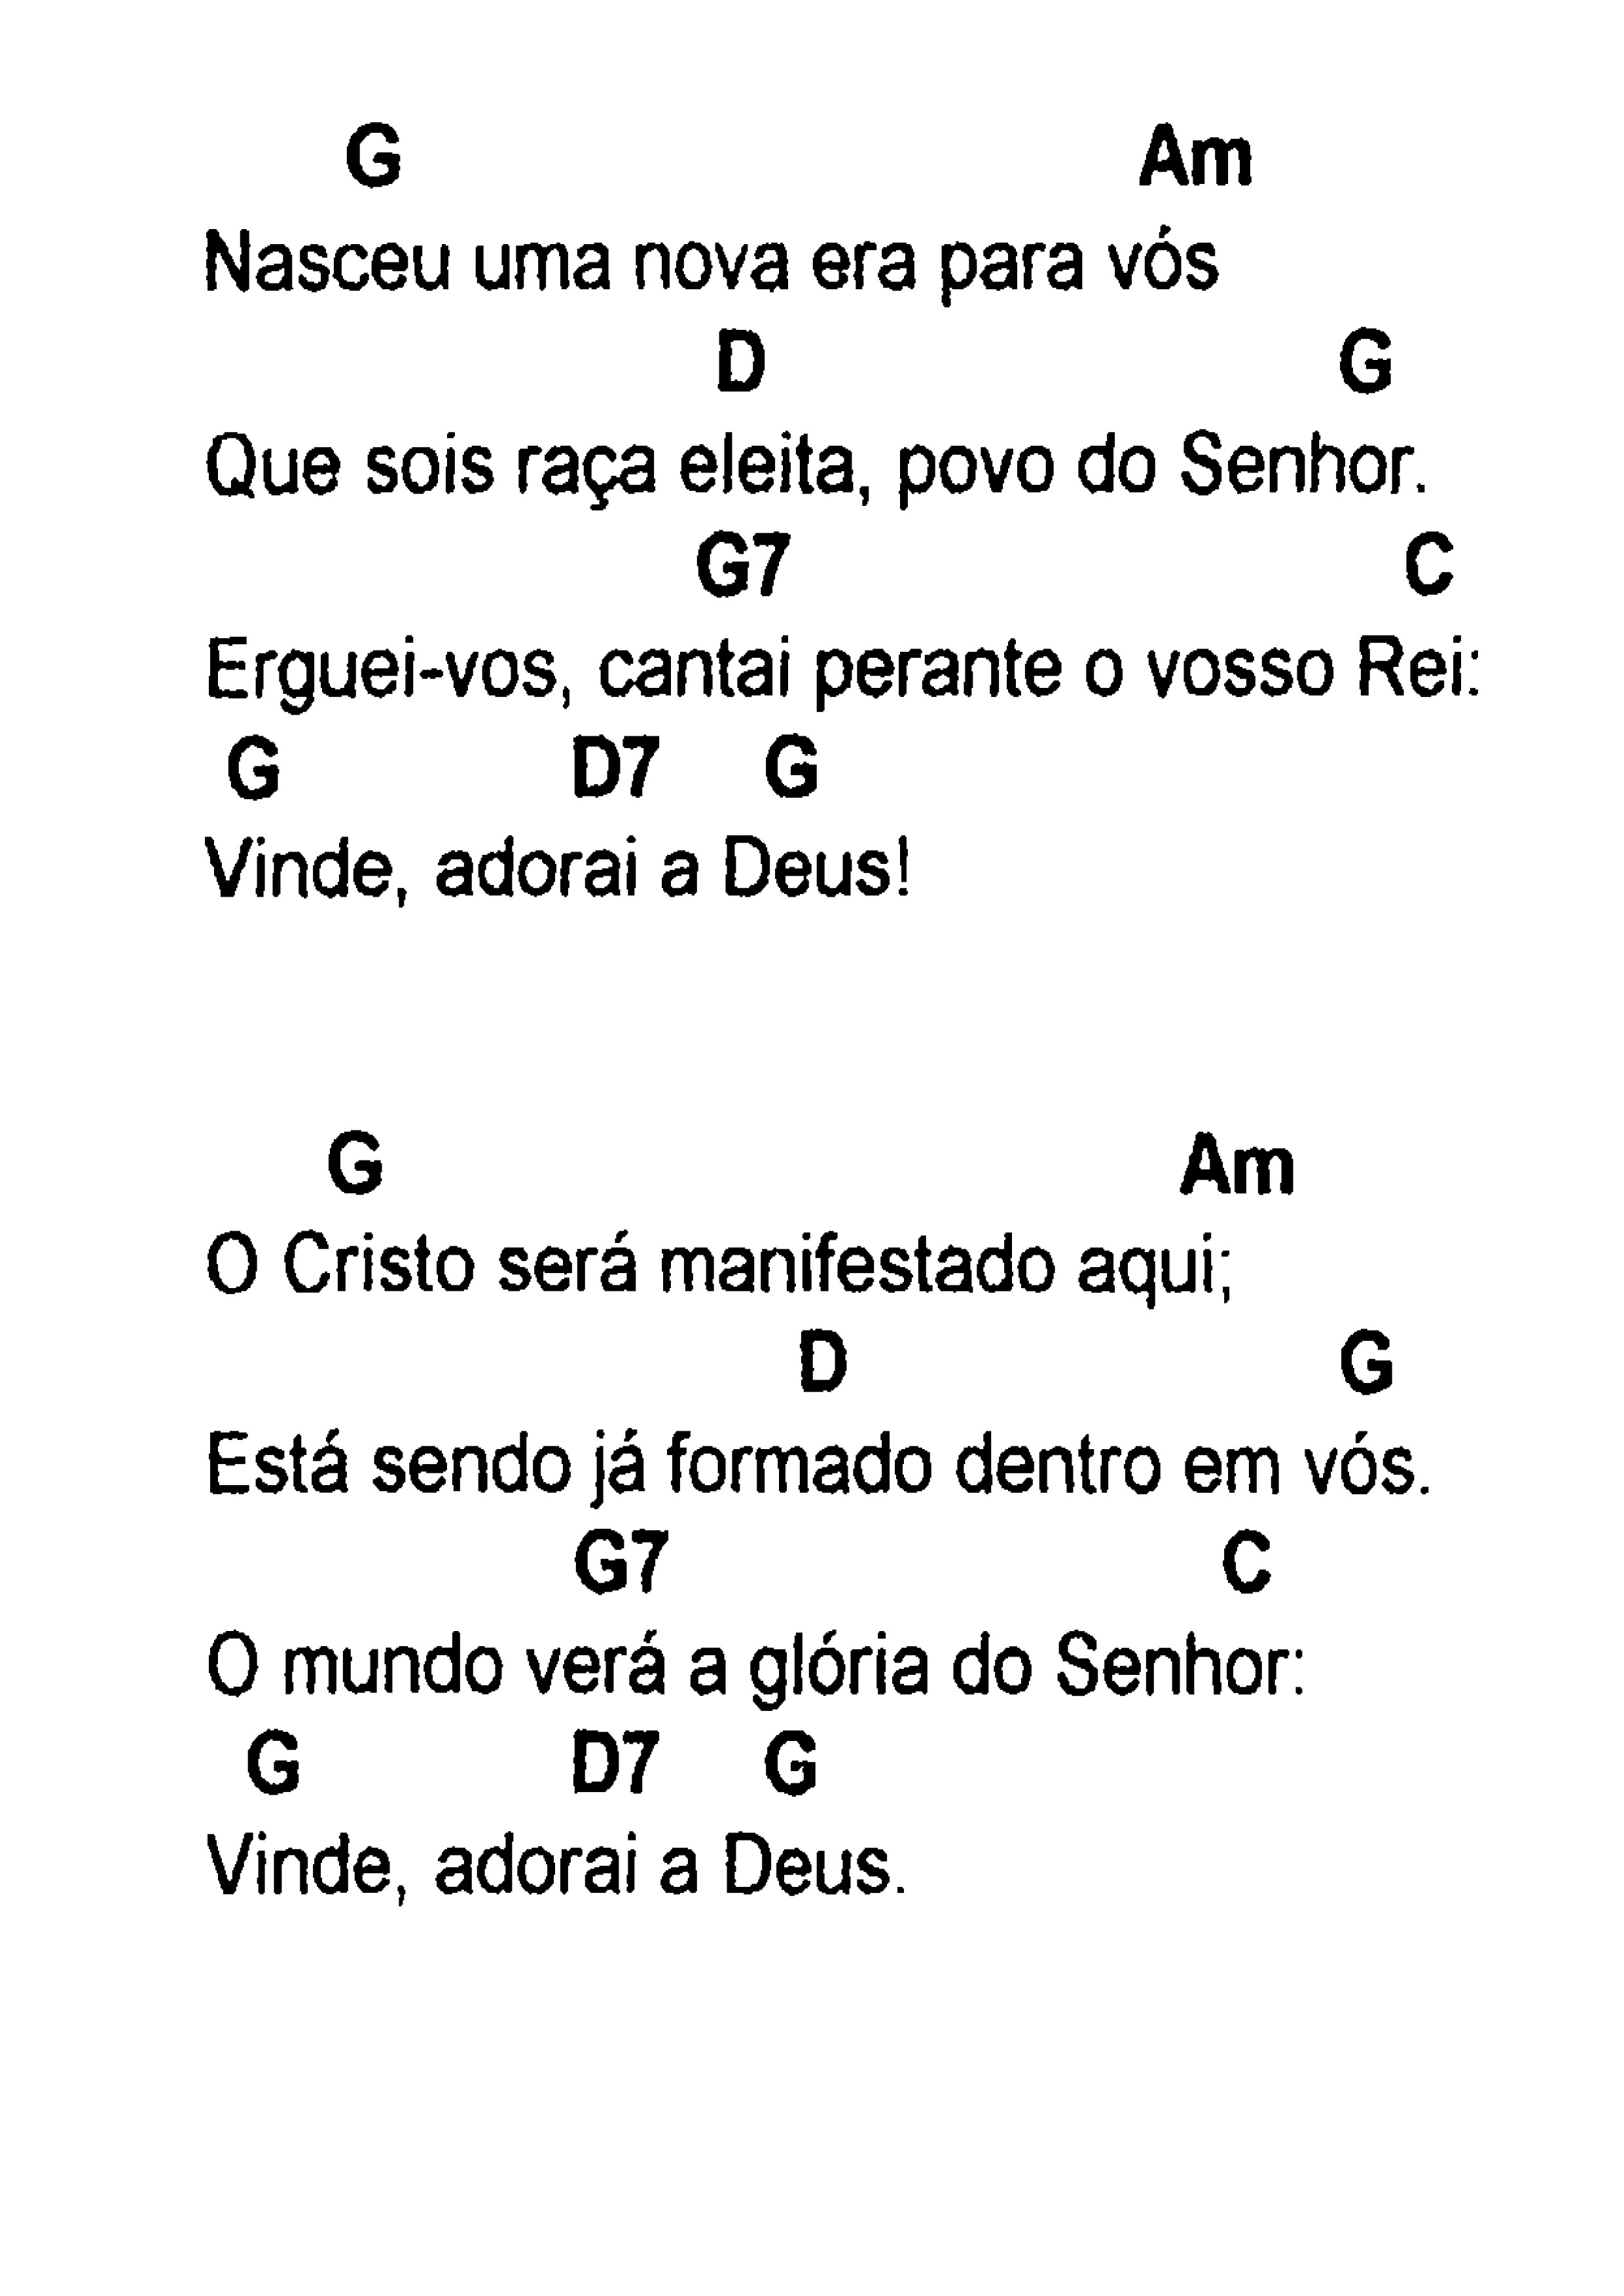 G Am
Nasceu uma nova era para vós
D G
Que sois raça eleita, povo do Senhor.
G7 C
Erguei-vos, cantai perante o vosso Rei:
G D7 G
Vinde, adorai a Deus!
G Am
O Cristo será manifestado aqui;
D G
Está sendo já formado dentro em vós.
G7 C
O mundo verá a glória do Senhor:
G D7 G
Vinde, adorai a Deus.